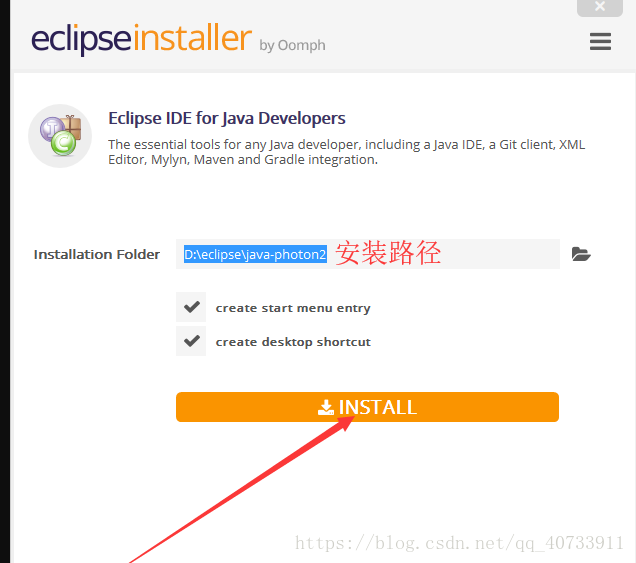 eclipseinstaller by Oomph
Eclipse IDE for Java Developers
The essential tools for any Java developer, including a Java IDE, a Git client, XML
Editor, Mylyn, Maven and Gradle integration.
Installation Folder D:\eclipse\java-photon2 安装路径
create start menu entry
create desktop shortcut
INSTALL
https://blog.csdn.net/qq_40733911